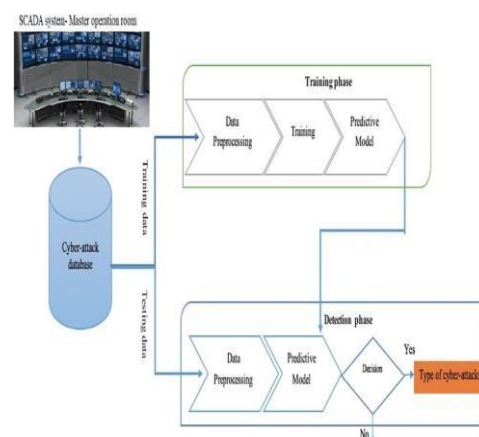 SCADA system- Master operation room
Training phase
Data
Preprocessing
Training
Predictive
Model
Training data
Cyber-attack
database
Testing data
Detection phase
Data
Preprocessing
Predictive
Model
Decision
Yes
Type of cyber-attack
No